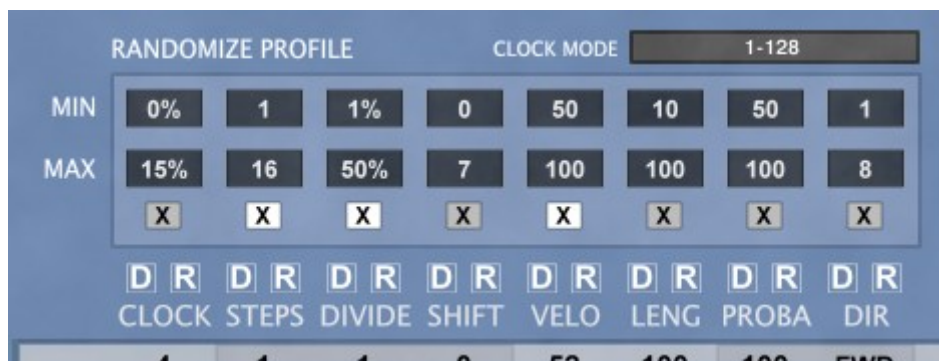 RANDOMIZE PROFILE CLOCK MODE 1-128
MIN 0% 1 1% 0 50 10 50 1
MAX 15% 16 50% 7 100 100 100 8
X X X X X X X X
D R D R D R D R D R D R D R D R
CLOCK STEPS DIVIDE SHIFT VELO LENG PROBA DIR